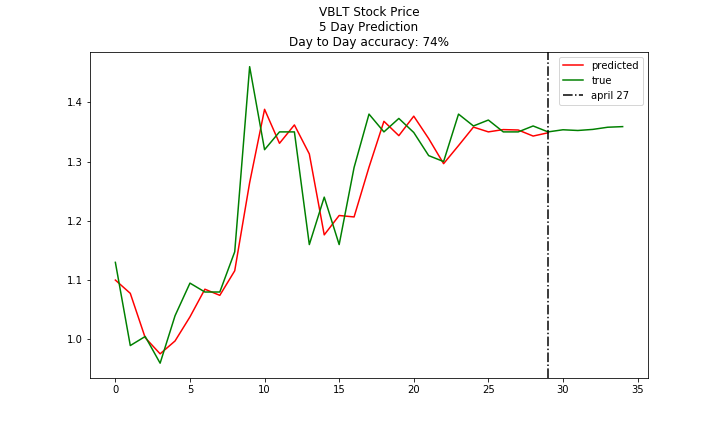 VBLT Stock Price
5 Day Prediction
Day to Day accuracy: 74%
predicted
true
april 27
1.4
1.3
1.2
1.1
1.0
0 5 10 15 20 25 30 35